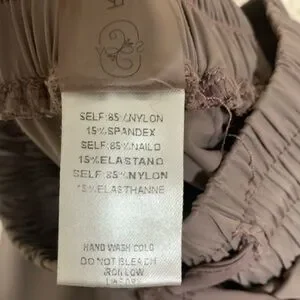 SELF:85%NYLON
15%SPANDEX
SELF:85%NAILO
15%ELASTANO
SELF:85%NYLON
15%ELASTHANNE
HAND WASH COLD
DO NOT BLEACH
IRON LOW